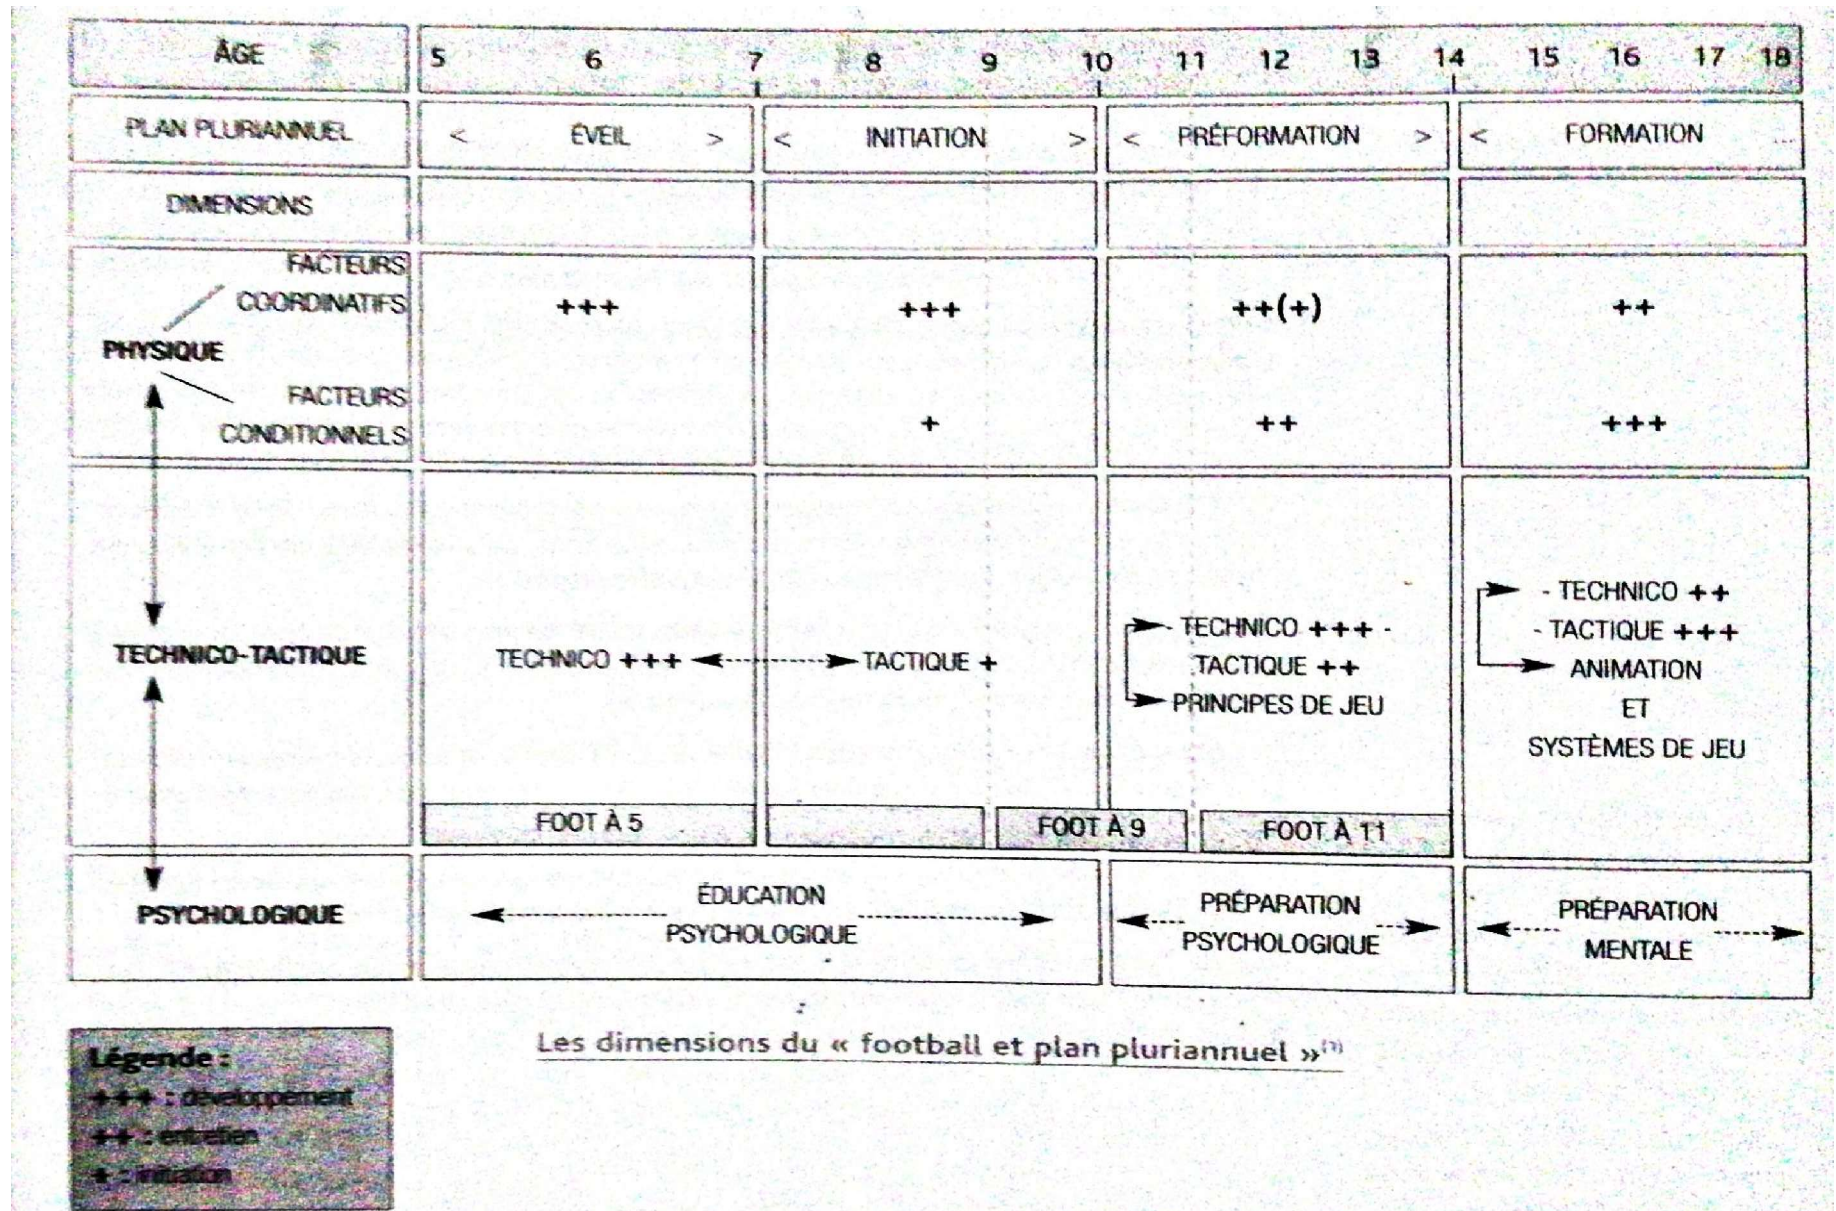 ÂGE 5 6 7 8 9 10 11 12 13 14 15 16 17 18
PLAN PLURIANNUEL < ÉVEIL > < INITIATION > < PRÉFORMATION > < FORMATION ...
DIMENSIONS
FACTEURS
COORDINATIFS +++ +++ ++(+) ++
PHYSIQUE
FACTEURS
CONDITIONNELS + ++ +++
TECHNICO-TACTIQUE
TECHNICO +++ TACTIQUE +
- TECHNICO +++ -
TACTIQUE ++
PRINCIPES DE JEU
- TECHNICO ++
- TACTIQUE +++
ANIMATION
ET
SYSTÈMES DE JEU
FOOT À 5 FOOT À 9 FOOT À 11
PSYCHOLOGIQUE
ÉDUCATION
PSYCHOLOGIQUE
PRÉPARATION
PSYCHOLOGIQUE
PRÉPARATION
MENTALE
Les dimensions du « football et plan pluriannuel »(1)
Légende :
+++ : développement
++ : entretien
+ : initiation